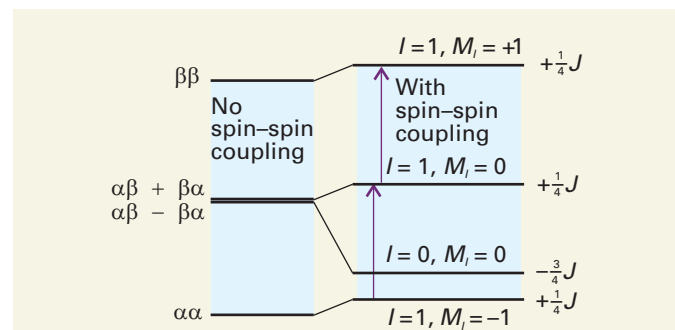 I = 1, M_I = +1
+¼J
ββ
No
spin–spin
coupling
With
spin–spin
coupling
I = 1, M_I = 0
αβ + βα
+¼J
αβ − βα
I = 0, M_I = 0
−¾J
+¼J
αα
I = 1, M_I = −1